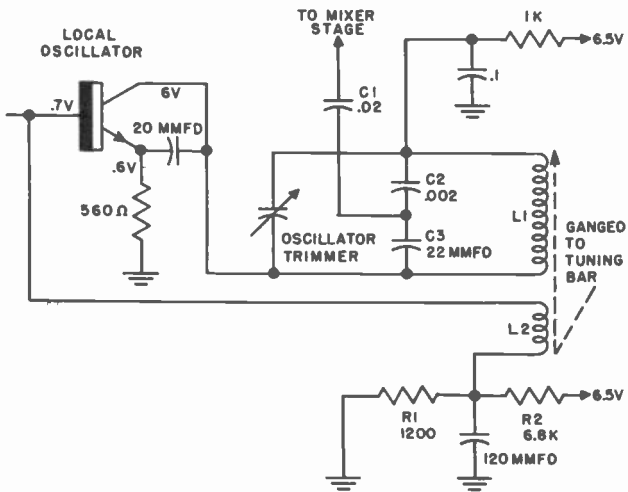 TO MIXER
STAGE
1K
6.5V
LOCAL
OSCILLATOR
.7V
6V
C1
.02
.1
20 MMFD
.6V
560Ω
C2
.002
L1
OSCILLATOR
TRIMMER
C3
22 MMFD
GANGED
TO
TUNING
BAR
L2
R1
1200
R2
6.8K
6.5V
120 MMFD